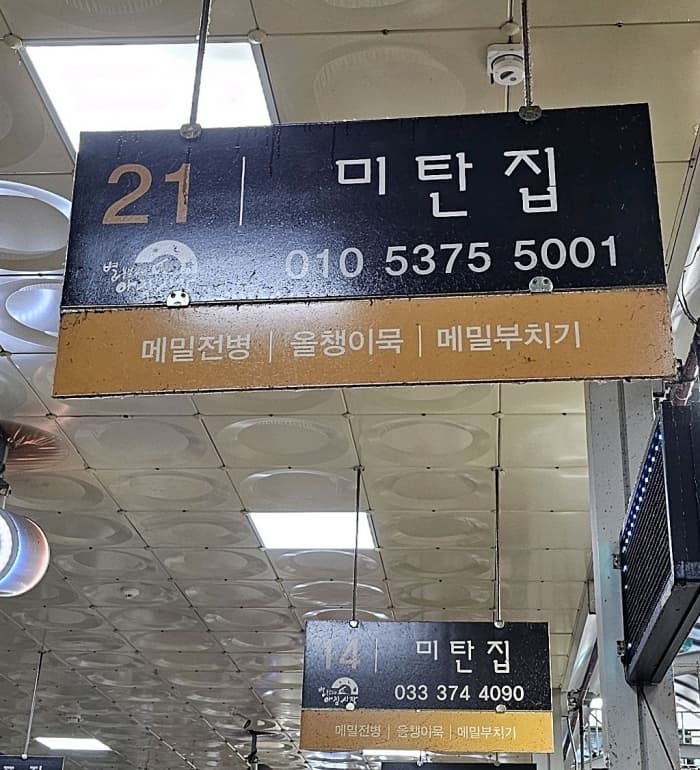 21 | 미탄집
010 5375 5001
메밀전병 | 올챙이묵 | 메밀부치기
14 | 미탄집
033 374 4090
메밀전병 | 올챙이묵 | 메밀부치기